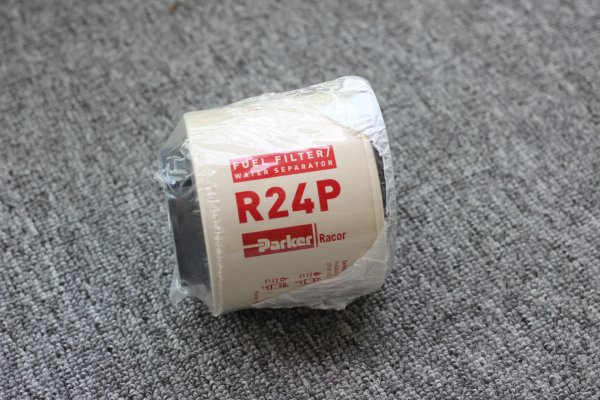 FUEL FILTER/
WATER SEPARATOR
R24P
Parker Racor